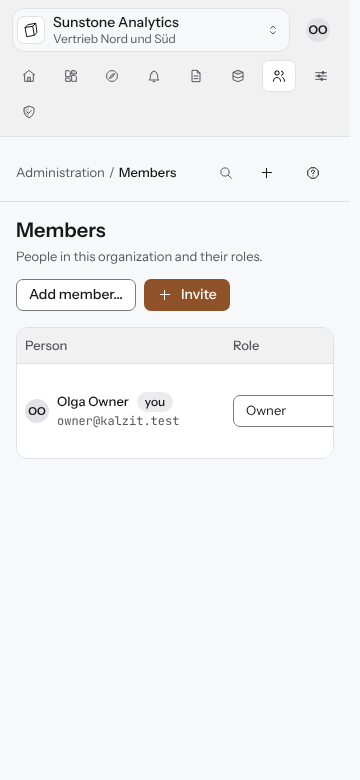 Sunstone Analytics
Vertrieb Nord und Süd
OO
Administration / Members
Members
People in this organization and their roles.
Add member...
Invite
Person Role
OO
Olga Owner you
owner@kalzit.test
Owner